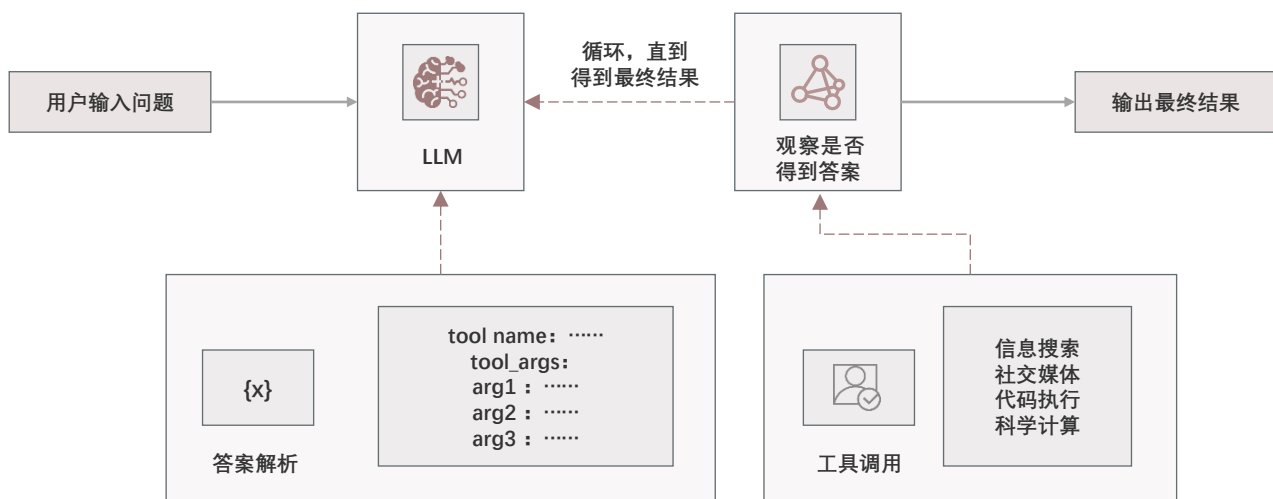 用户输入问题
LLM
循环，直到
得到最终结果
观察是否
得到答案
输出最终结果
{x}
答案解析
tool name：……
tool_args：
arg1：……
arg2：……
arg3：……
工具调用
信息搜索
社交媒体
代码执行
科学计算